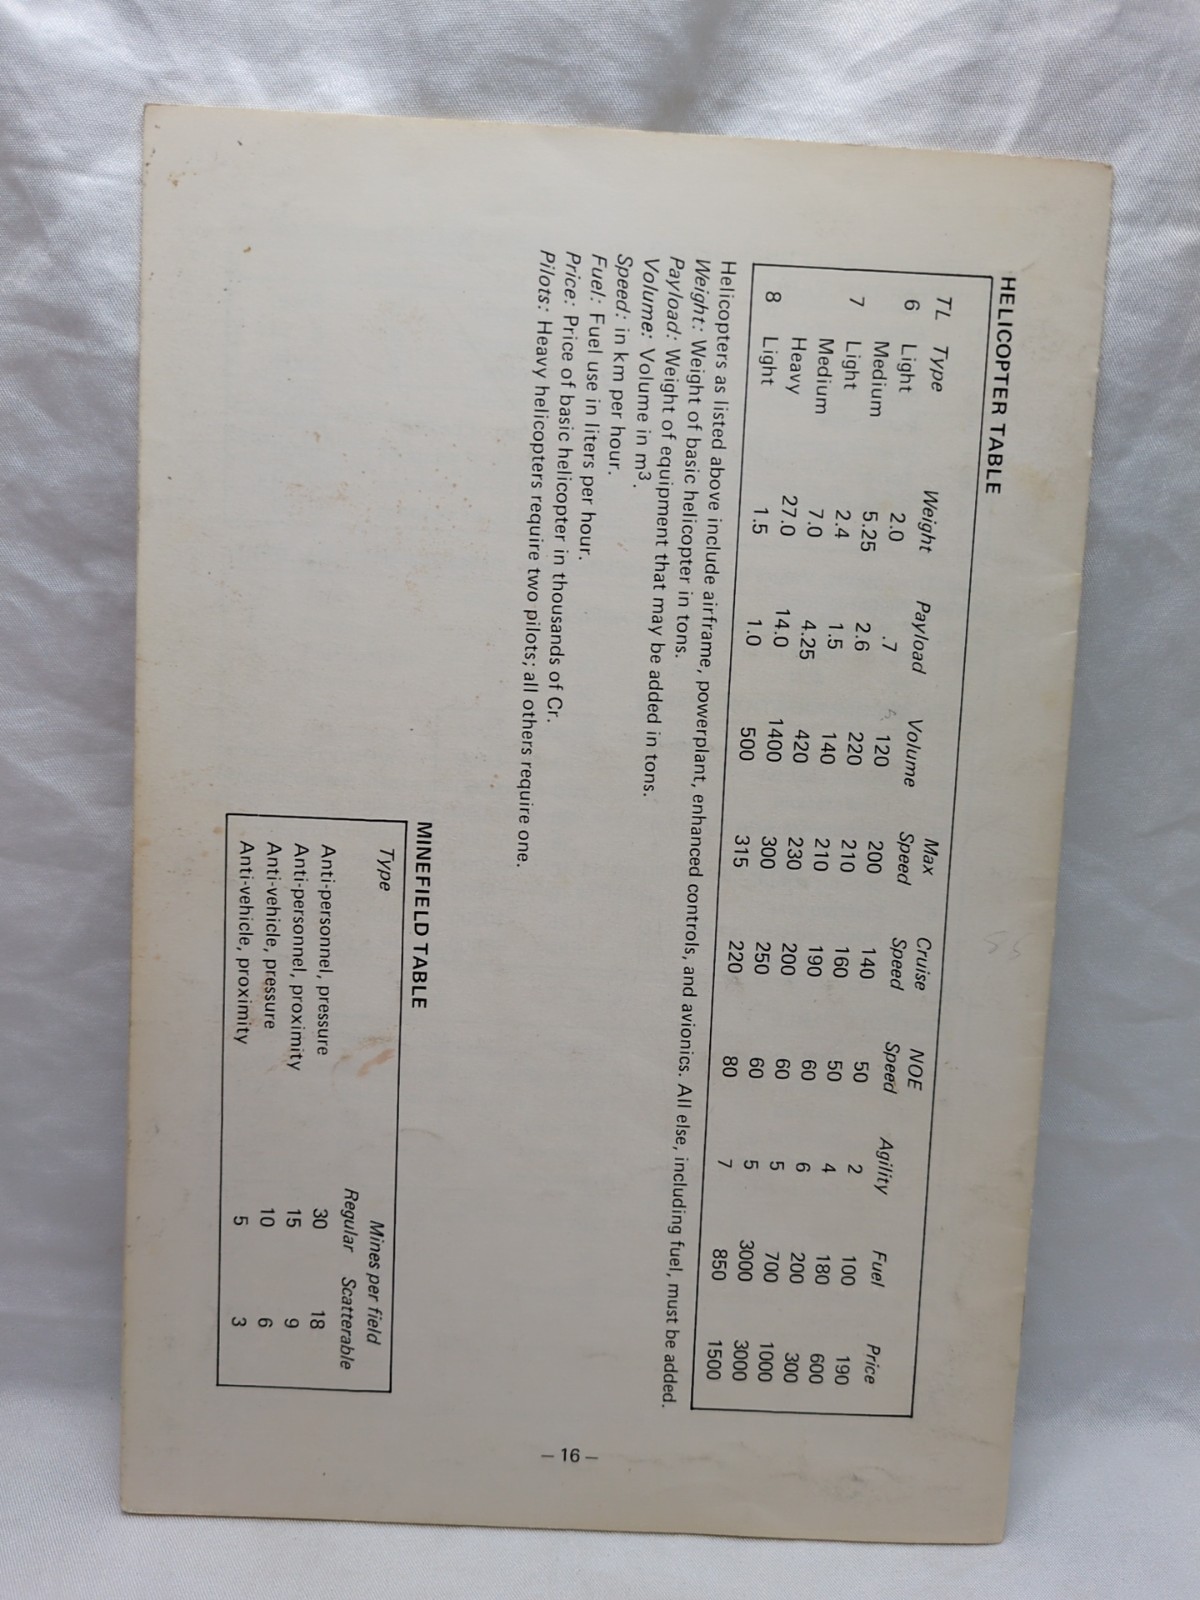 HELICOPTER TABLE
Max Cruise NOE
TL Type Weight Payload Volume Speed Speed Speed Agility Fuel Price
6 Light 2.0 .7 120 200 140 50 2 100 190
Medium 5.25 2.6 220 210 160 50 4 180 600
7 Light 2.4 1.5 140 210 190 60 6 200 300
Medium 7.0 4.25 420 230 200 60 5 700 1000
Heavy 27.0 14.0 1400 300 250 60 5 3000 3000
8 Light 1.5 1.0 500 315 220 80 7 850 1500
Helicopters as listed above include airframe, powerplant, enhanced controls, and avionics. All else, including fuel, must be added.
Weight: Weight of basic helicopter in tons.
Payload: Weight of equipment that may be added in tons.
Volume: Volume in m3.
Speed: in km per hour.
Fuel: Fuel use in liters per hour.
Price: Price of basic helicopter in thousands of Cr.
Pilots: Heavy helicopters require two pilots; all others require one.
MINEFIELD TABLE
Mines per field
Type Regular Scatterable
Anti-personnel, pressure 30 18
Anti-personnel, proximity 15 9
Anti-vehicle, pressure 10 6
Anti-vehicle, proximity 5 3
– 16 –